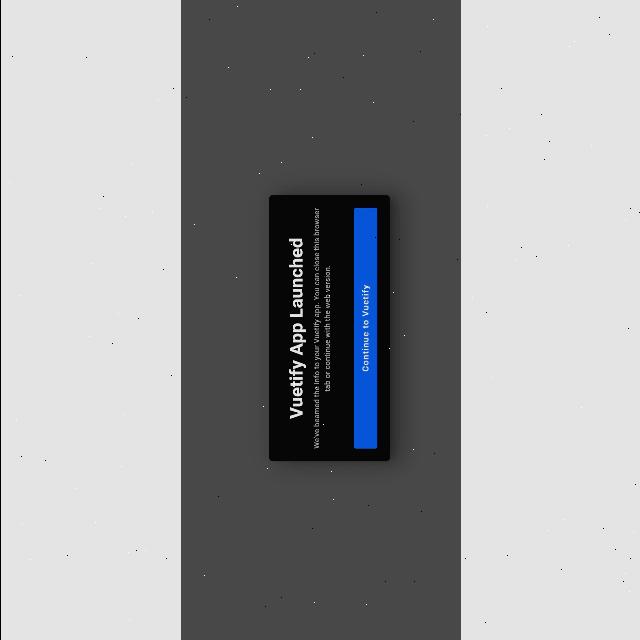 Vuetify App Launched
We've beamed the info to your Vuetify app. You can close this browser
tab or continue with the web version.
Continue to Vuetify